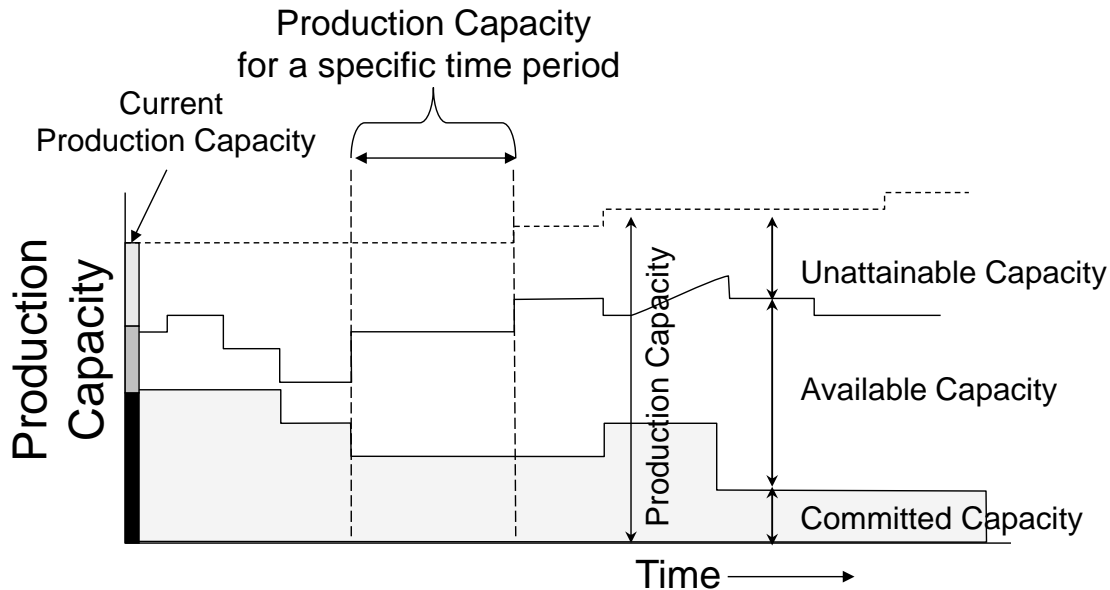 Production Capacity
for a specific time period
Current
Production Capacity
Production
Capacity
Production Capacity
Unattainable Capacity
Available Capacity
Committed Capacity
Time